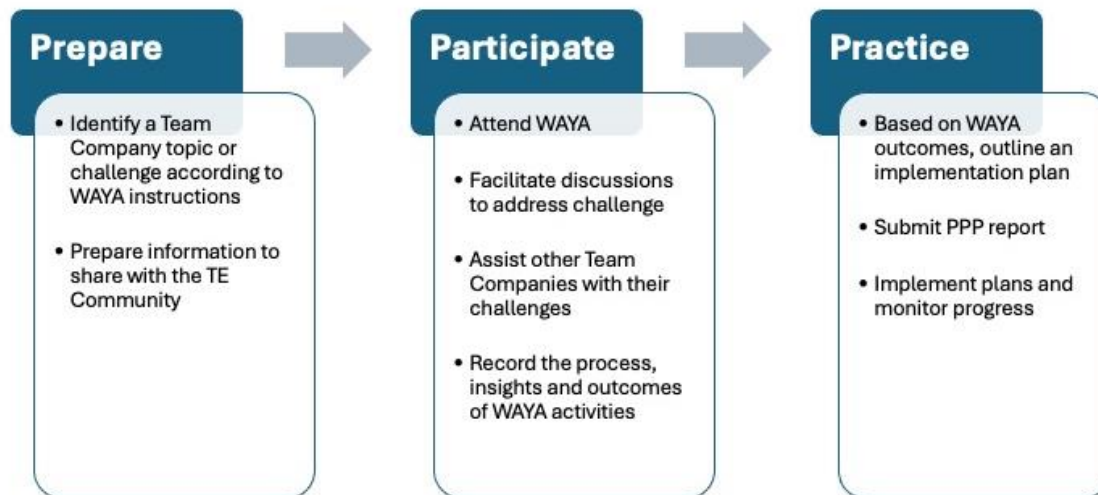 Prepare
• Identify a Team
Company topic or
challenge according to
WAYA instructions
• Prepare information to
share with the TE
Community
Participate
• Attend WAYA
• Facilitate discussions
to address challenge
• Assist other Team
Companies with their
challenges
• Record the process,
insights and outcomes
of WAYA activities
Practice
• Based on WAYA
outcomes, outline an
implementation plan
• Submit PPP report
• Implement plans and
monitor progress